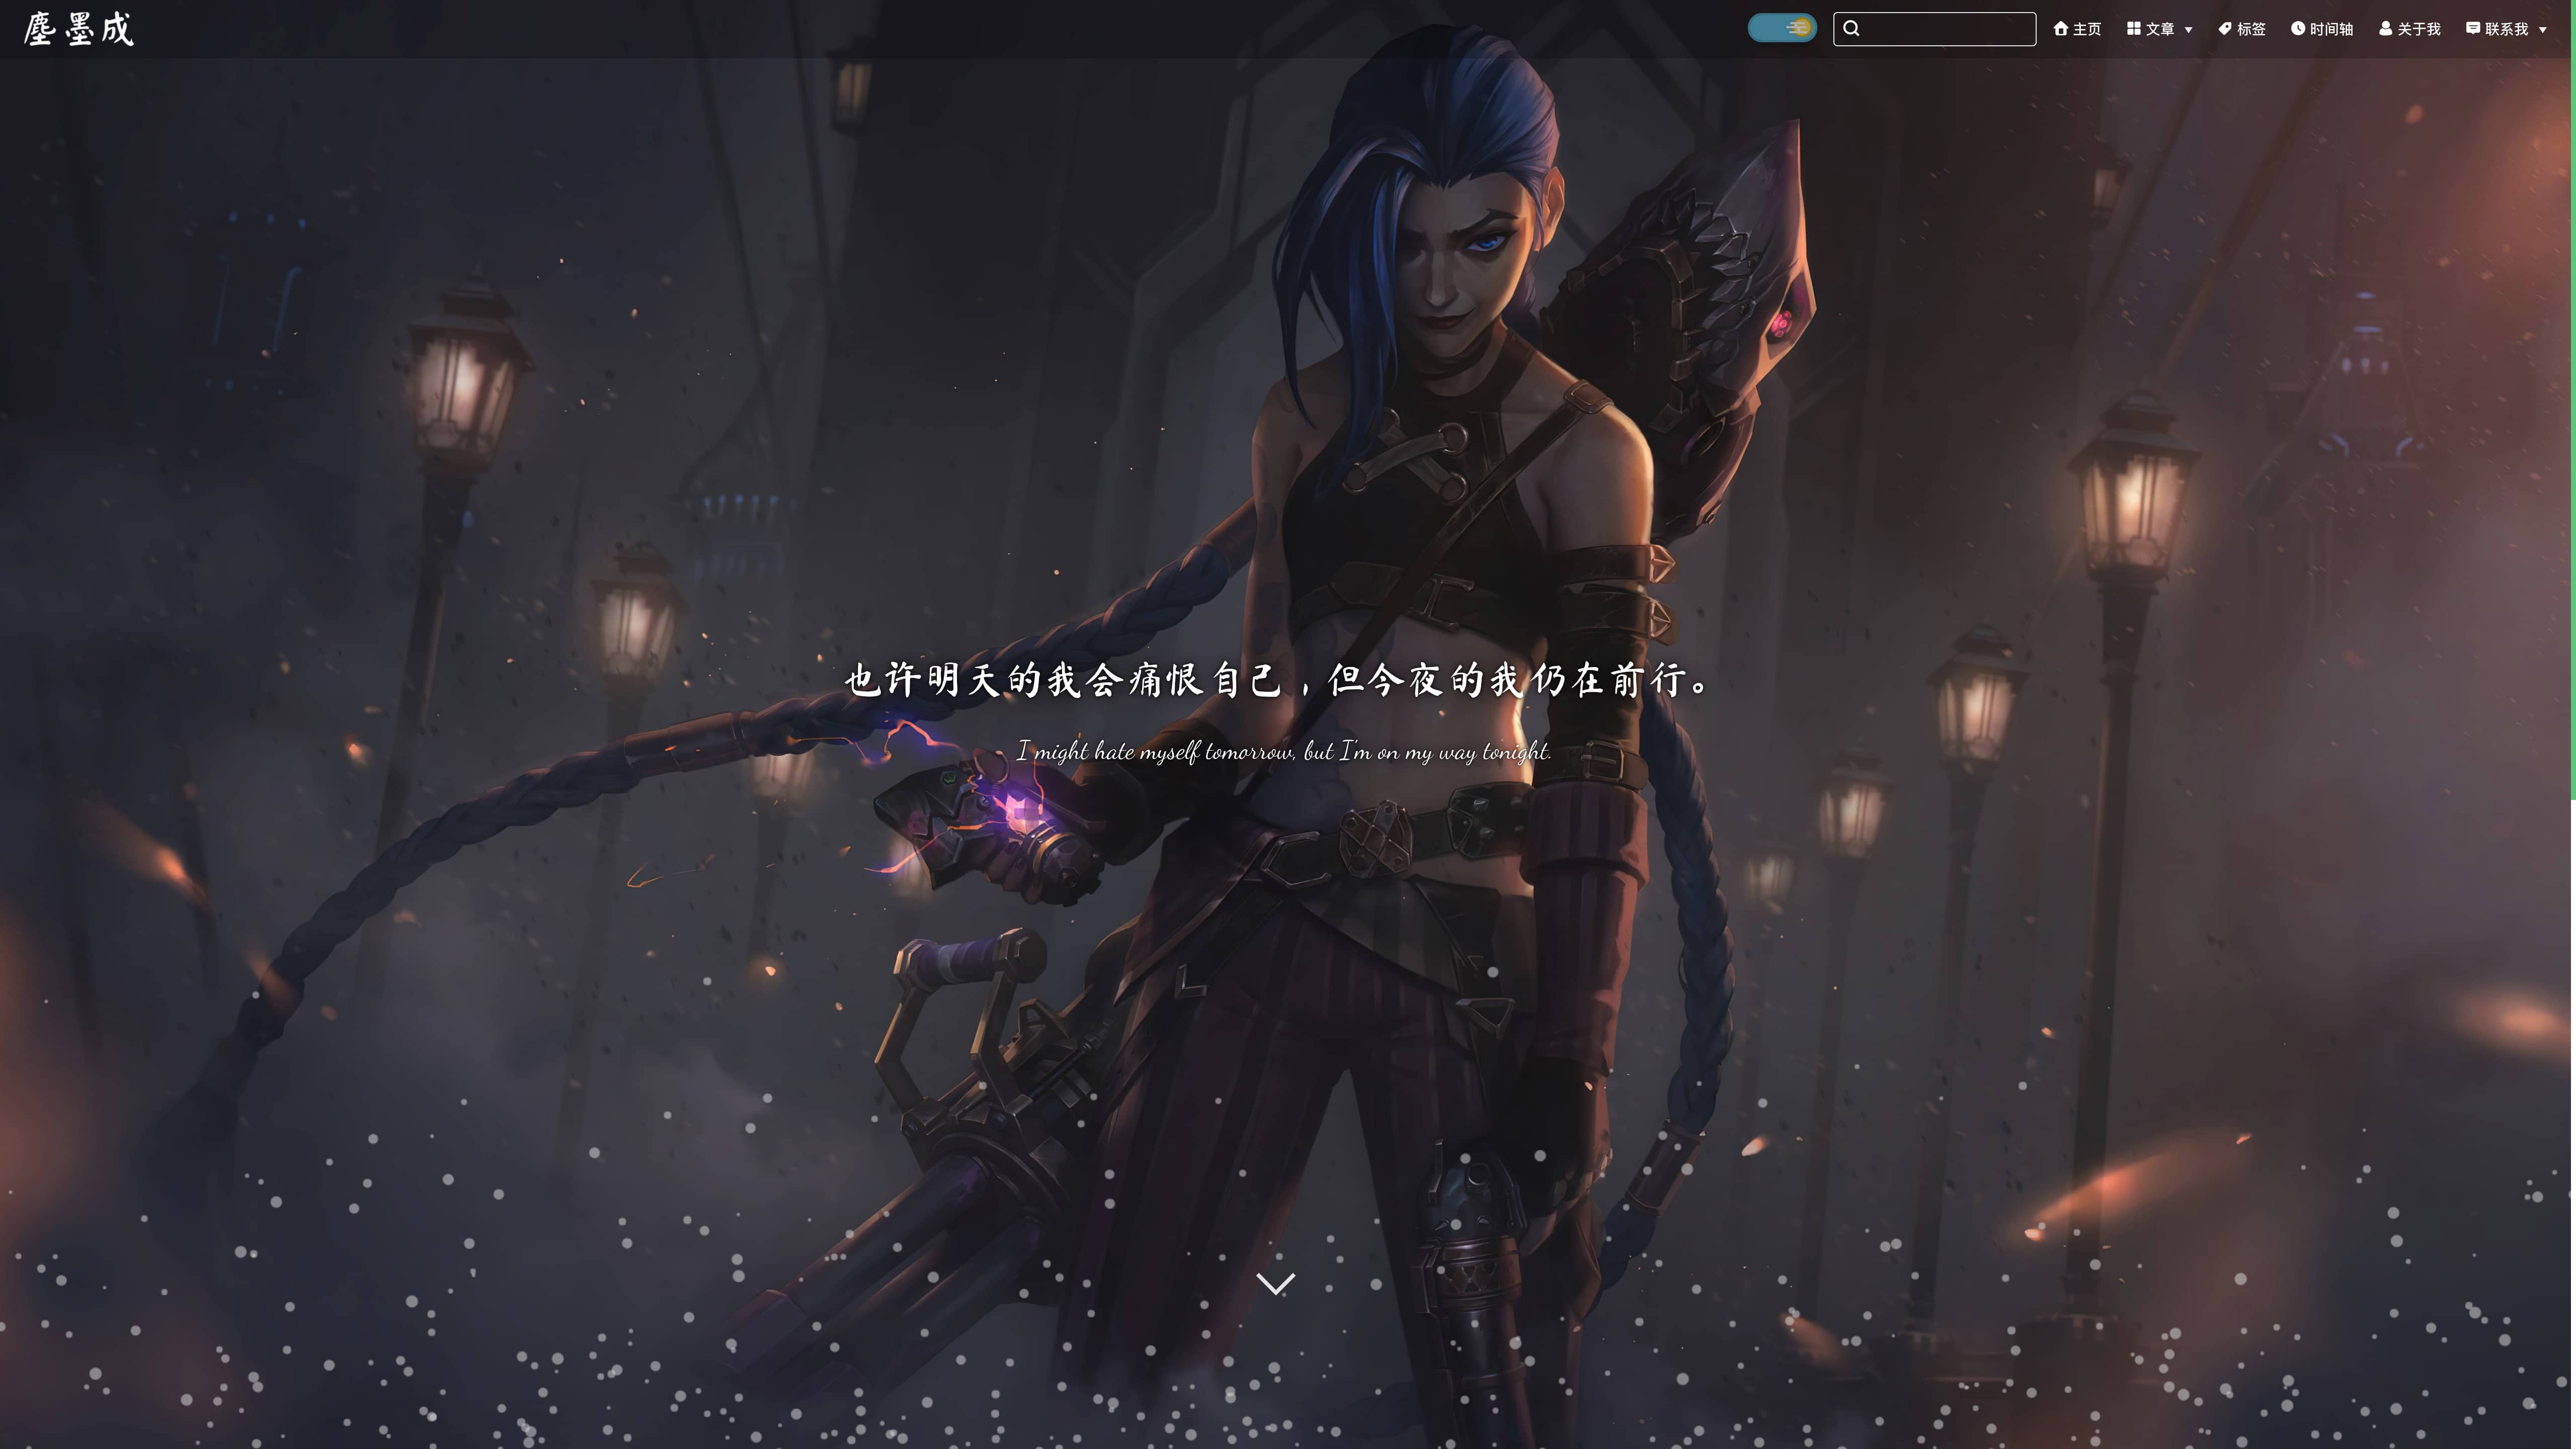 塵墨成
主页
文章
标签
时间轴
关于我
联系我
也许明天的我会痛恨自己，但今夜的我仍在前行。
I might hate myself tomorrow, but I'm on my way tonight.